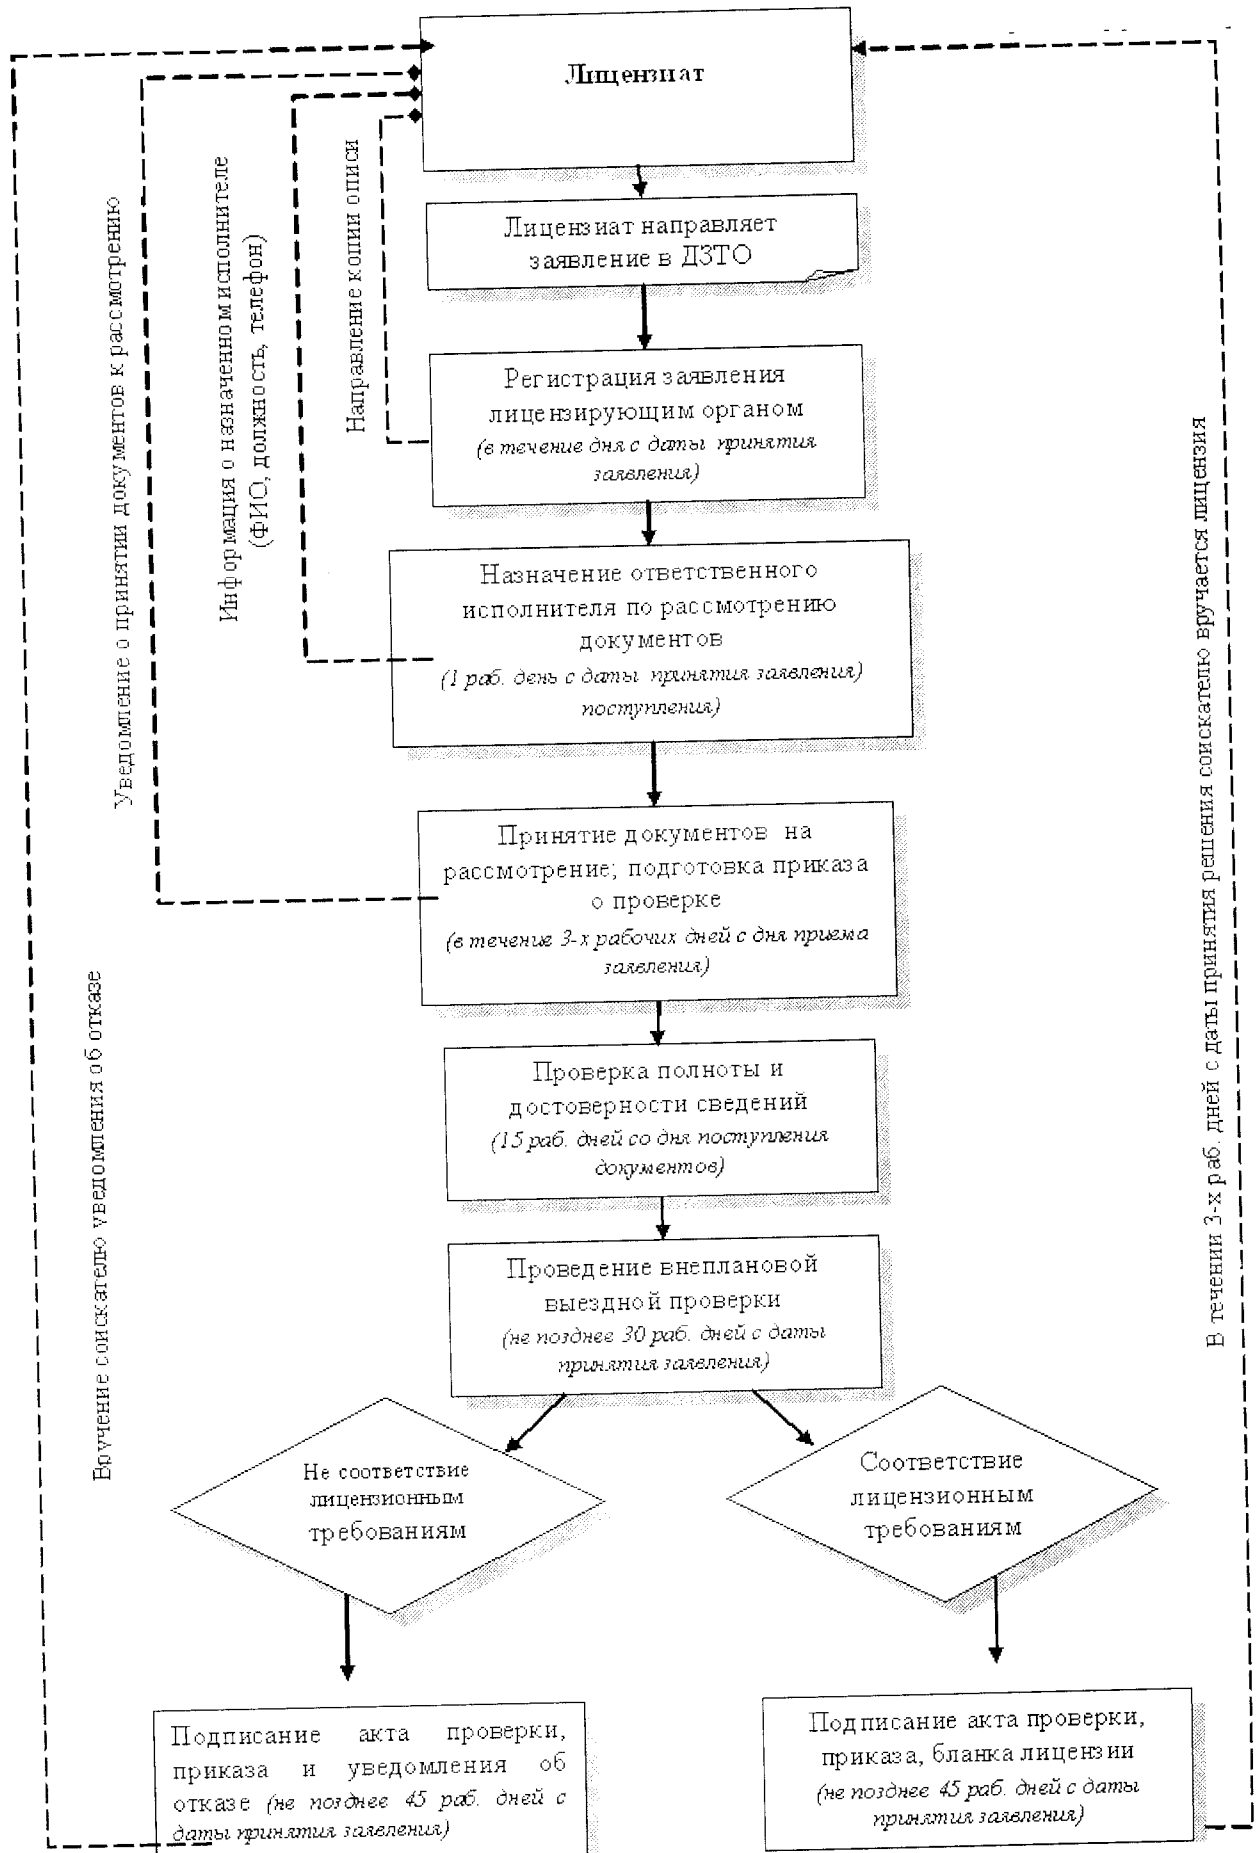 Лицензиат
Лицензиат направляет
заявление в ДЗТО
Регистрация заявления
лицензирующим органом
(в течение дня с даты принятия
заявления)
Назначение ответственного
исполнителя по рассмотрению
документов
(1 раб. день с даты принятия заявления)
поступления)
Принятие документов на
рассмотрение; подготовка приказа
о проверке
(в течение 3-х рабочих дней с дня приема
заявления)
Проверка полноты и
достоверности сведений
(15 раб. дней со дня поступления
документов)
Проведение внеплановой
выездной проверки
(не позднее 30 раб. дней с даты
принятия заявления)
Не соответствие
лицензионным
требованиям
Соответствие
лицензионным
требованиям
Подписание акта проверки,
приказа и уведомления об
отказе (не позднее 45 раб. дней с
даты принятия заявления)
Подписание акта проверки,
приказа, бланка лицензии
(не позднее 45 раб. дней с даты
принятия заявления)
Вручение соискателю уведомления об отказе
Уведомление о принятии документов к рассмотрению
Информация о назначенном исполнителе
(ФИО, должность, телефон)
Направление копии описи
В течении 3-х раб. дней с даты принятия решения соискателю вручается лицензия